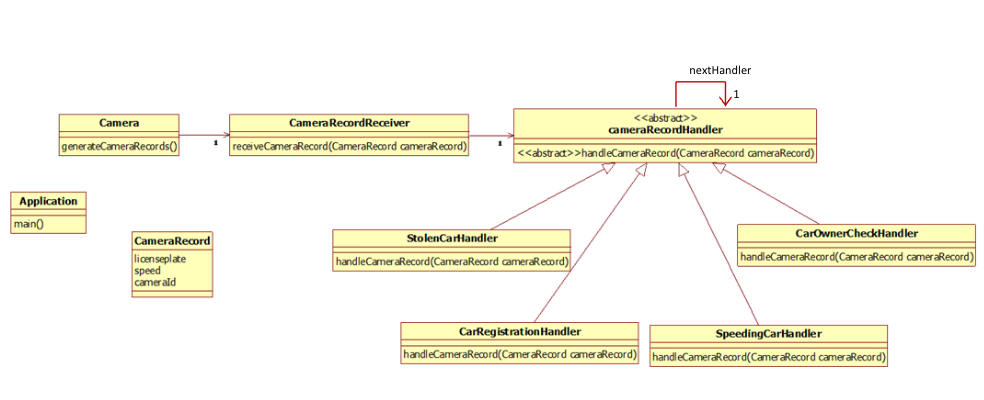 nextHandler
1
<<abstract>>
cameraRecordHandler
<<abstract>>handleCameraRecord(CameraRecord cameraRecord)
Camera
generateCameraRecords()
1
CameraRecordReceiver
receiveCameraRecord(CameraRecord cameraRecord)
1
Application
main()
CameraRecord
licenseplate
speed
cameraId
StolenCarHandler
handleCameraRecord(CameraRecord cameraRecord)
CarOwnerCheckHandler
handleCameraRecord(CameraRecord cameraRecord)
CarRegistrationHandler
handleCameraRecord(CameraRecord cameraRecord)
SpeedingCarHandler
handleCameraRecord(CameraRecord cameraRecord)